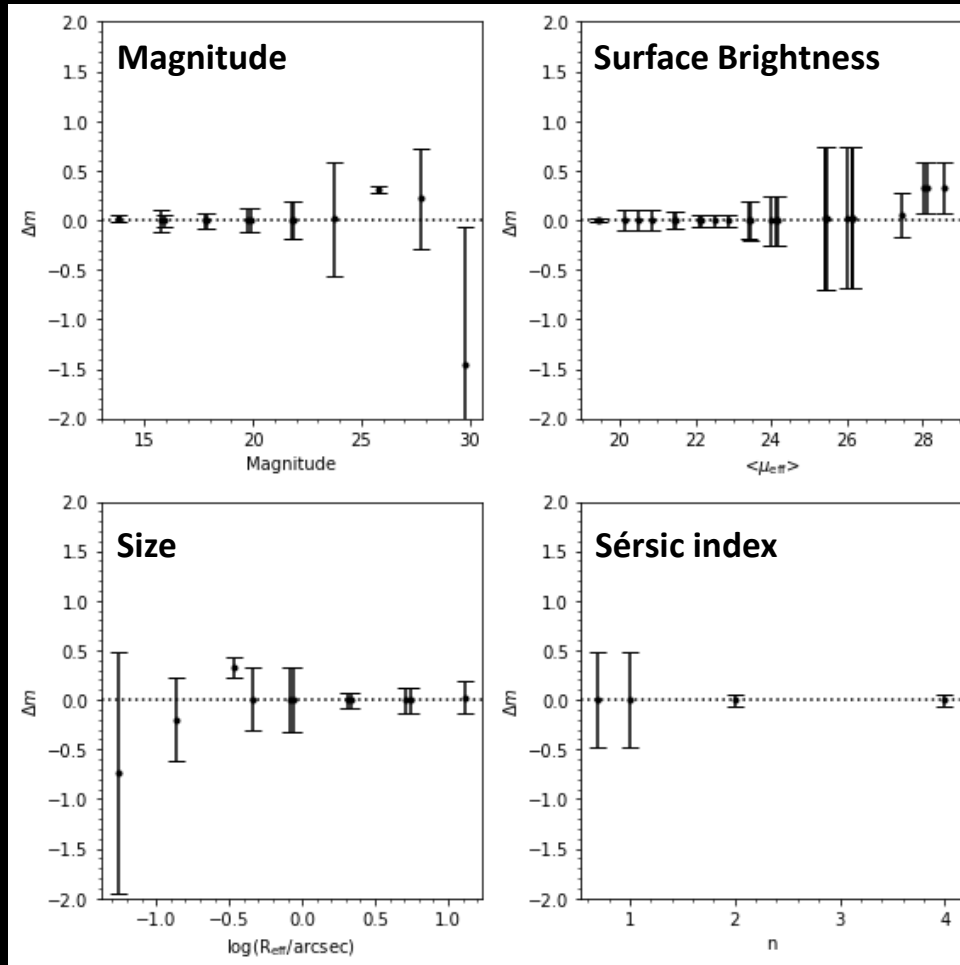 Magnitude
2.0
1.5
1.0
0.5
0.0
−0.5
−1.0
−1.5
−2.0
Δm
15 20 25 30
Magnitude
Surface Brightness
2.0
1.5
1.0
0.5
0.0
−0.5
−1.0
−1.5
−2.0
Δm
20 22 24 26 28
<μeff>
Size
2.0
1.5
1.0
0.5
0.0
−0.5
−1.0
−1.5
−2.0
Δm
−1.0 −0.5 0.0 0.5 1.0
log(Reff/arcsec)
Sérsic index
2.0
1.5
1.0
0.5
0.0
−0.5
−1.0
−1.5
−2.0
Δm
1 2 3 4
n